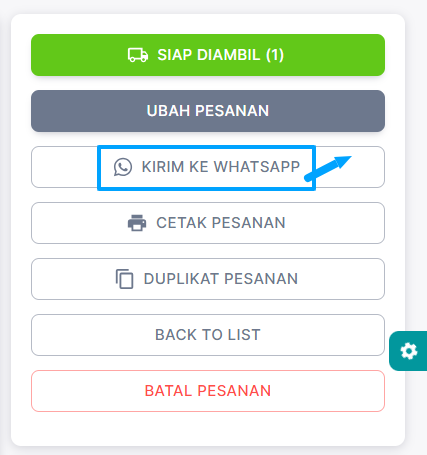 SIAP DIAMBIL (1)
UBAH PESANAN
KIRIM KE WHATSAPP
CETAK PESANAN
DUPLIKAT PESANAN
BACK TO LIST
BATAL PESANAN